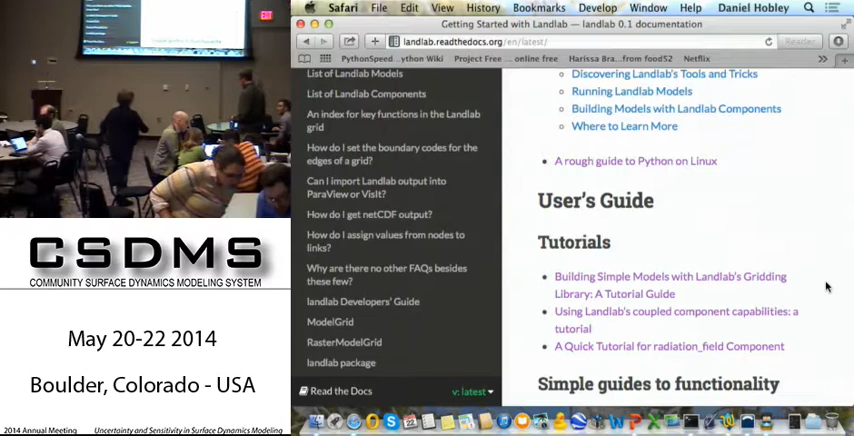 CSDMS
COMMUNITY SURFACE DYNAMICS MODELING SYSTEM
May 20-22 2014
Boulder, Colorado - USA
2014 Annual Meeting
Uncertainty and Sensitivity in Surface Dynamics Modeling
Safari File Edit View History Bookmarks Develop Window Help Daniel Hobley
Getting Started with Landlab — landlab 0.1 documentation
landlab.readthedocs.org/en/latest/
Reader
PythonSpeed...ython Wiki Project Free ... online free Harissa Bra...from food52 Netflix
List of Landlab Models
List of Landlab Components
An index for key functions in the Landlab
grid
How do I set the boundary codes for the
edges of a grid?
Can I import Landlab output into
ParaView or VisIt?
How do I get netCDF output?
How do I assign values from nodes to
links?
Why are there no other FAQs besides
these few?
landlab Developers' Guide
ModelGrid
RasterModelGrid
landlab package
Read the Docs
v: latest
Discovering Landlab's Tools and Tricks
Running Landlab Models
Building Models with Landlab Components
Where to Learn More
A rough guide to Python on Linux
User's Guide
Tutorials
Building Simple Models with Landlab's Gridding
Library: A Tutorial Guide
Using Landlab's coupled component capabilities: a
tutorial
A Quick Tutorial for radiation_field Component
Simple guides to functionality